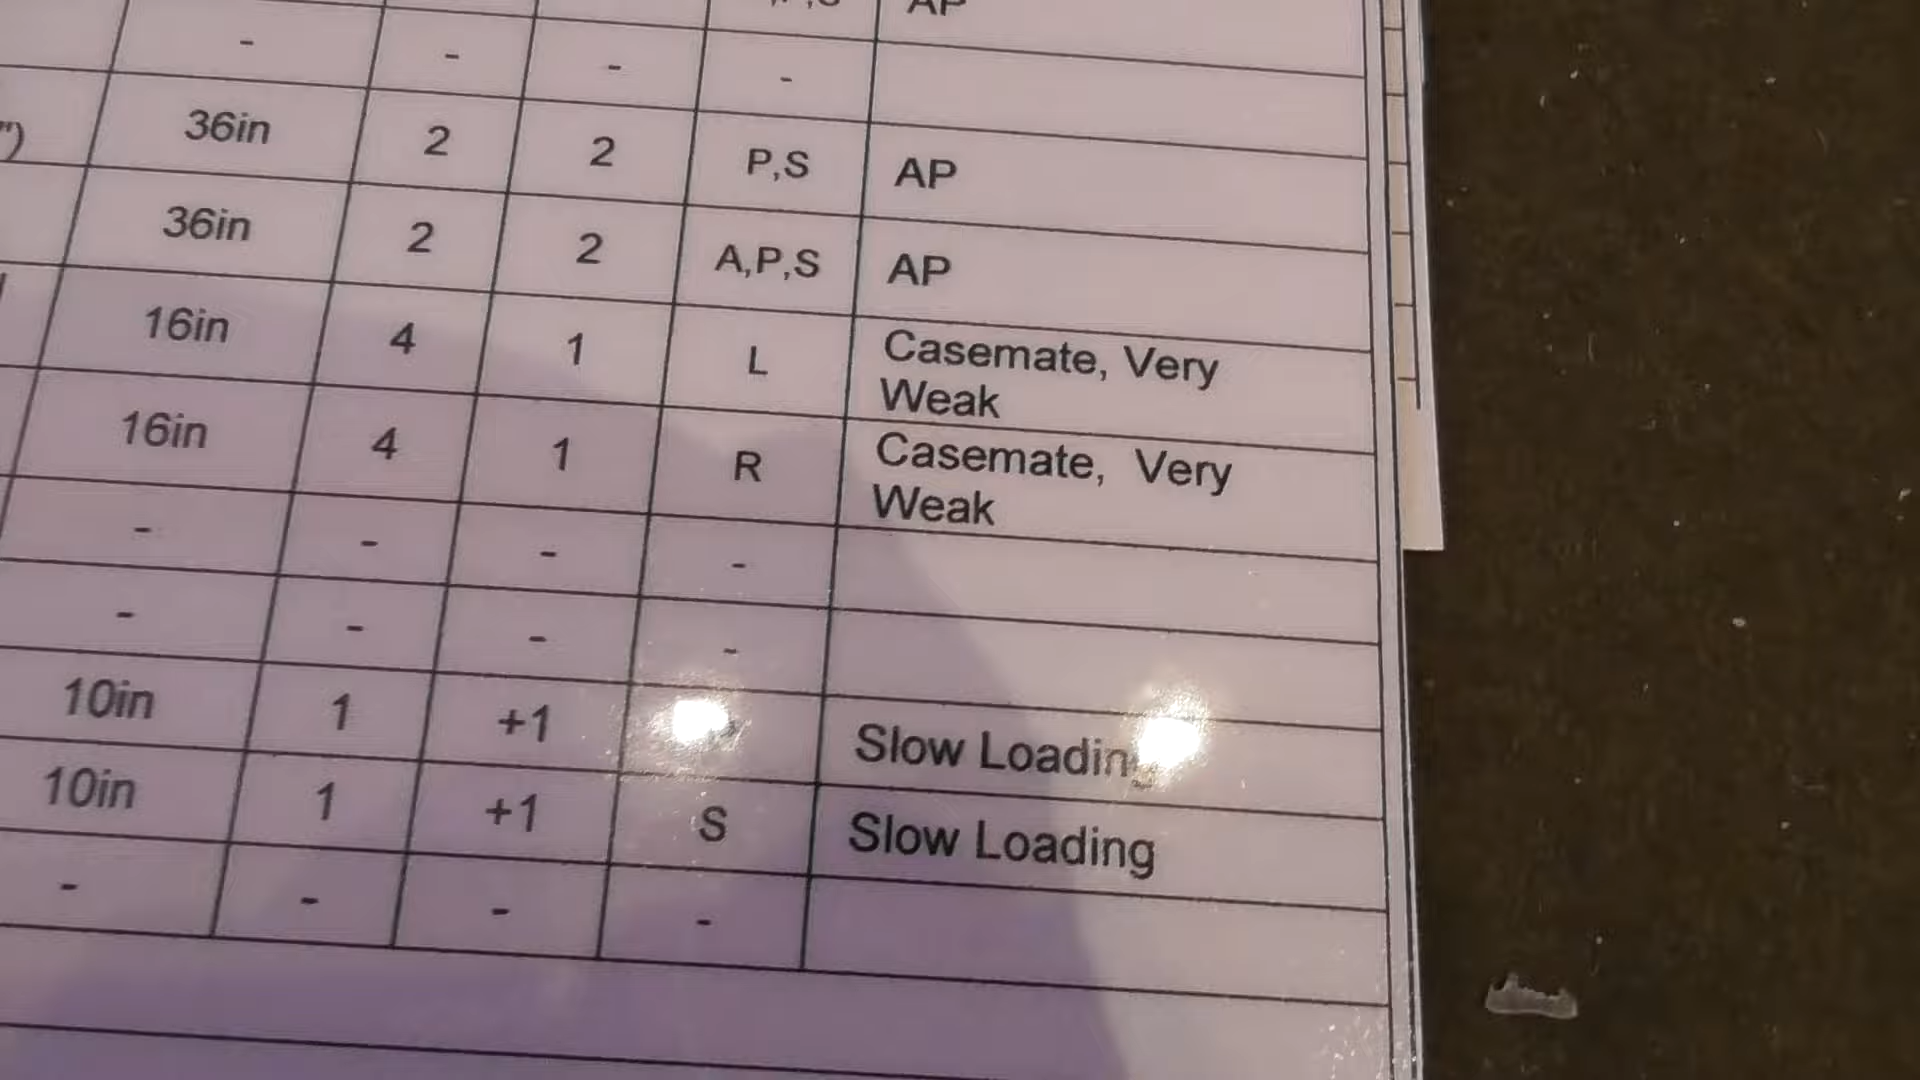 AP
- - - -
36in 2 2 P,S AP
36in 2 2 A,P,S AP
16in 4 1 L Casemate, Very
Weak
16in 4 1 R Casemate, Very
Weak
- - - -
- - - -
10in 1 +1 Slow Loading
10in 1 +1 S Slow Loading
- - - -